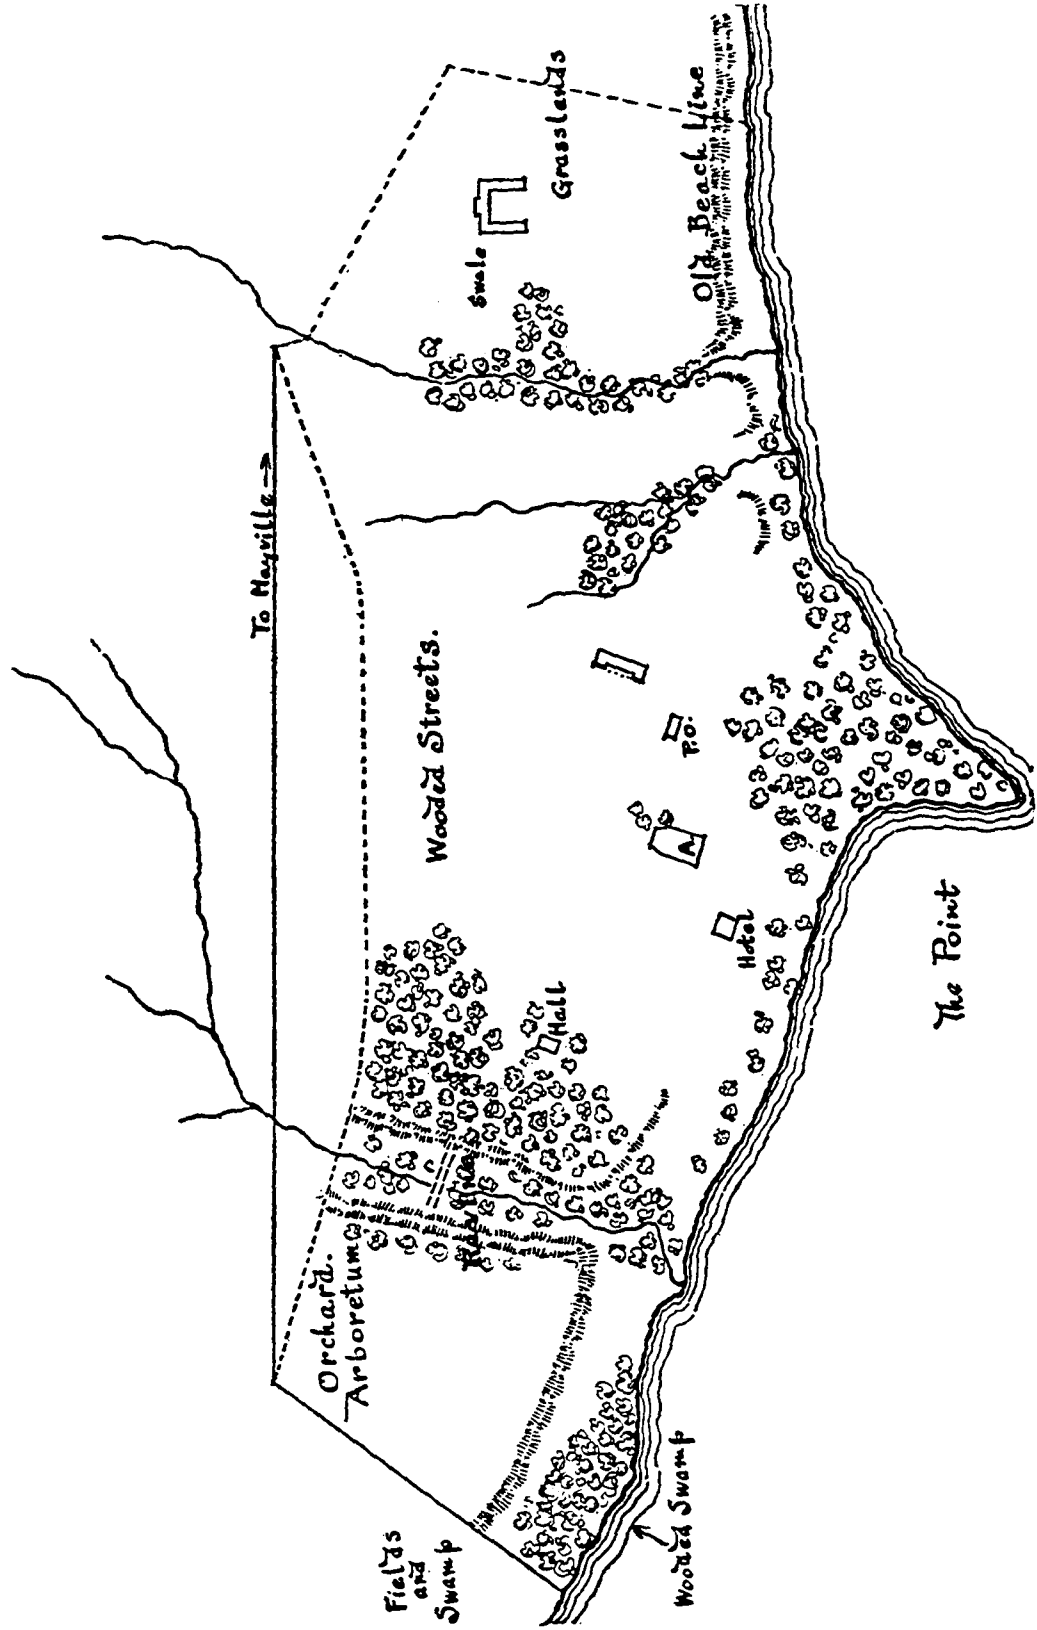 Fields
and
Swamp
Orchard.
Arboretum
Wooded Swamp
Ravine
Hall
Hotel
The Point
A
P.O.
Wooded Streets.
To Mayville →
Swale
Grasslands
Old Beach Line